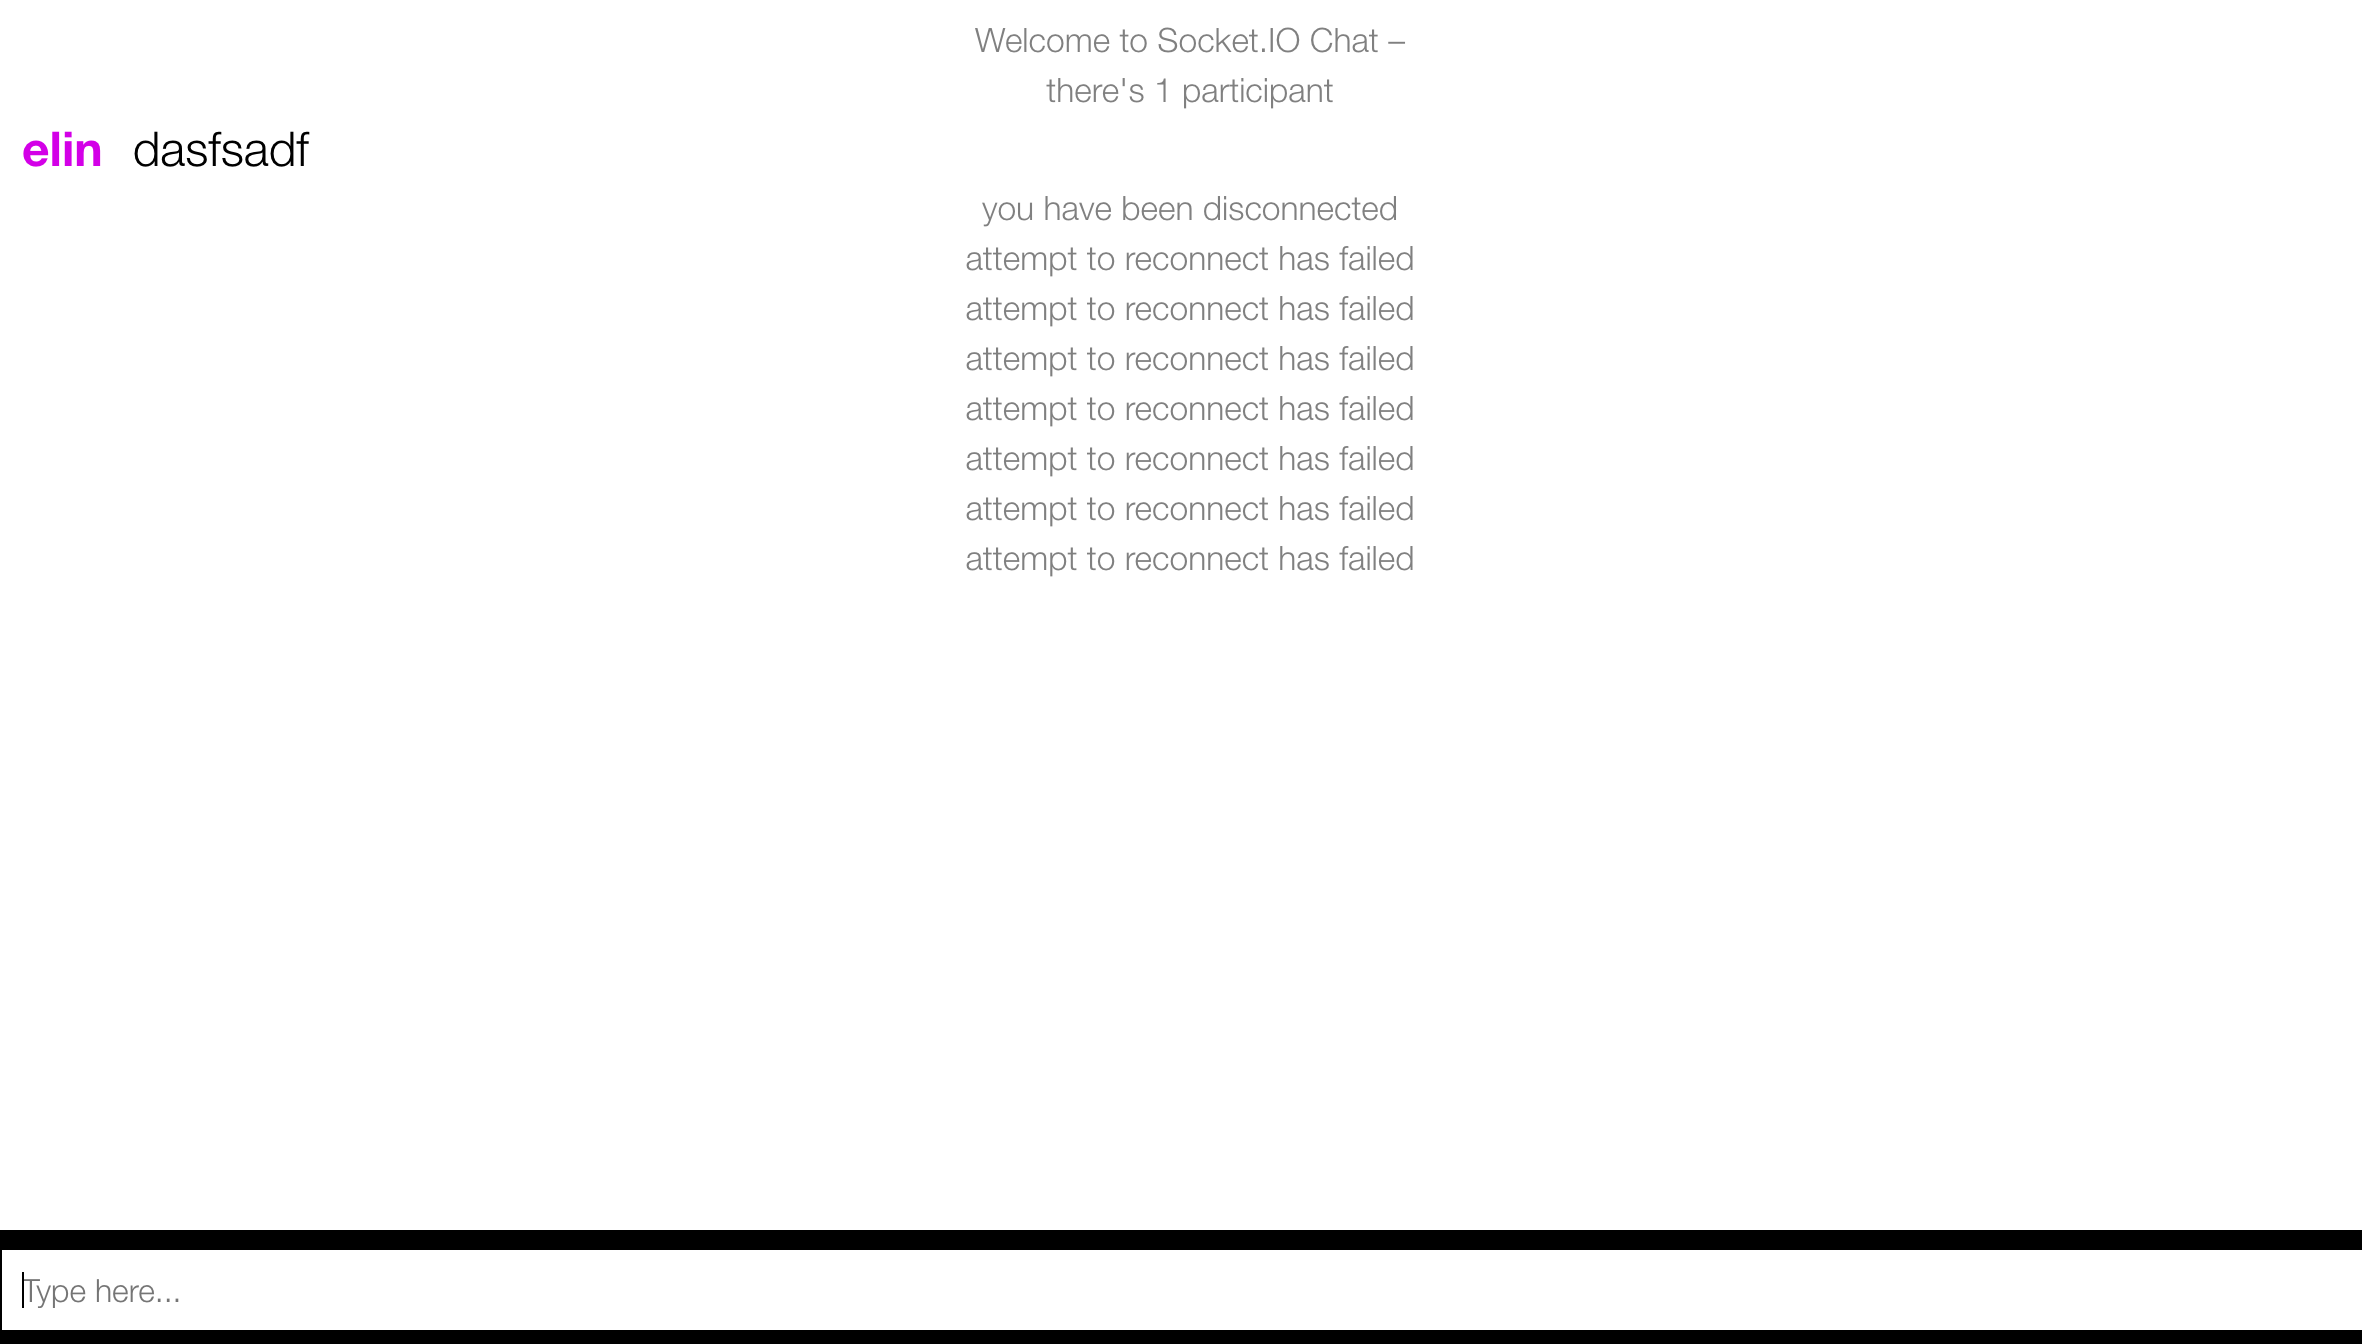 Welcome to Socket.IO Chat –
there's 1 participant
elin dasfsadf
you have been disconnected
attempt to reconnect has failed
attempt to reconnect has failed
attempt to reconnect has failed
attempt to reconnect has failed
attempt to reconnect has failed
attempt to reconnect has failed
attempt to reconnect has failed
Type here...